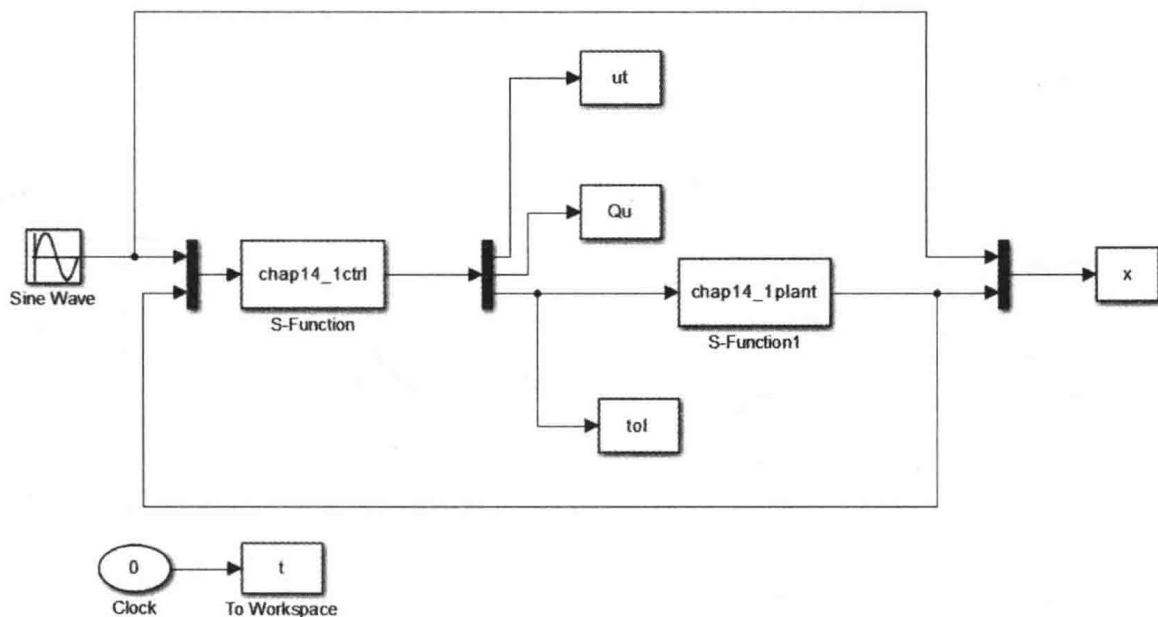 ut
Qu
Sine Wave
chap14_1ctrl
S-Function
chap14_1plant
S-Function1
x
tol
0
Clock
t
To Workspace